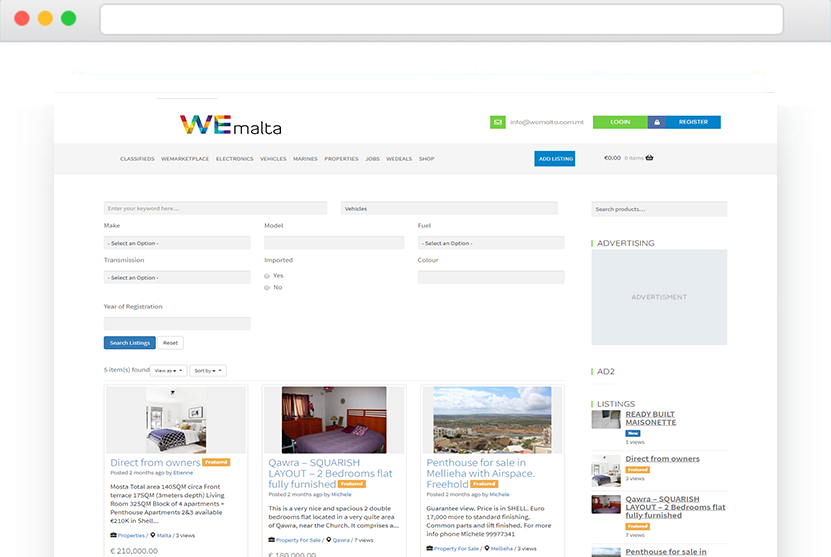 WEmalta
info@wemalta.com.mt
LOGIN
REGISTER
CLASSIFIEDS WEMARKETPLACE ELECTRONICS VEHICLES MARINES PROPERTIES JOBS WEDEALS SHOP
ADD LISTING
€0.00 0 items
Enter your keyword here....
Vehicles
Search products....
Make
Model
Fuel
- Select an Option -
- Select an Option -
Transmission
Imported
Colour
- Select an Option -
Yes
No
Year of Registration
Search Listings
Reset
5 item(s) found
View as
Sort by
Direct from owners Featured
Posted 2 months ago by Etienne
Mosta Total area 140SQM circa Front
terrace 17SQM (3meters depth) Living
Room 32SQM Block of 4 apartments +
Penthouse Apartments 2&3 available
€210K in Shell....
Properties / Malta / 3 views
€ 210,000.00
Qawra – SQUARISH
LAYOUT – 2 Bedrooms flat
fully furnished Featured
Posted 2 months ago by Michele
This is a very nice and spacious 2 double
bedrooms flat located in a very quite area
of Qawra, near the Church. It comprises a...
Property For Sale / Qawra / 7 views
€ 180,000.00
Penthouse for sale in
Mellieha with Airspace.
Freehold Featured
Posted 2 months ago by Michele
Guarantee view. Price is in SHELL. Euro
17,000 more to standard finishing,
Common parts and lift finished. For more
info phone Michele 99977341
Property For Sale / Mellieha / 3 views
ADVERTISING
ADVERTISMENT
AD2
LISTINGS
READY BUILT
MAISONETTE
New
1 views
Direct from owners
Featured
3 views
Qawra – SQUARISH
LAYOUT – 2 Bedrooms flat
fully furnished
Featured
7 views
Penthouse for sale in